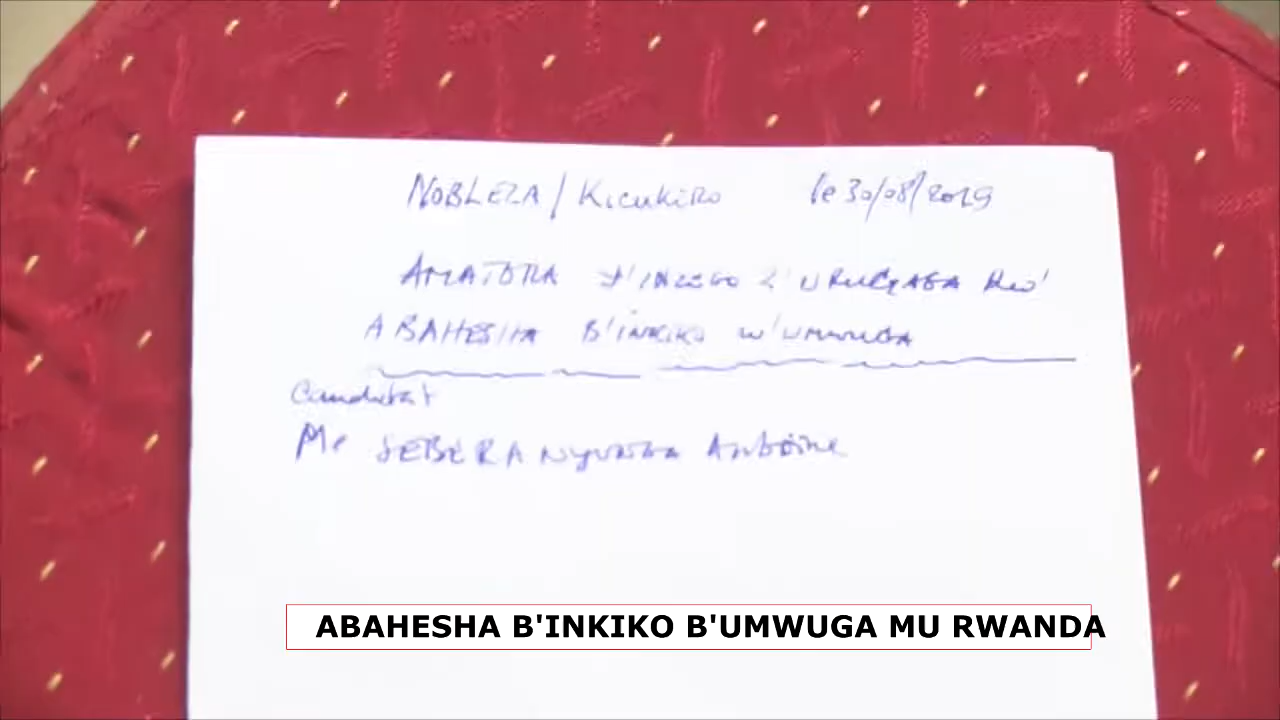 NOBLEZA / KICUKIRO le 30/08/2019
AMATORA Z'INZEGO Z'URUGAGA RW'
ABAHESHA B'INKIKO W'UMWUGA
Candidat
Me SEBERA NYUNGA Antoine
ABAHESHA B'INKIKO B'UMWUGA MU RWANDA